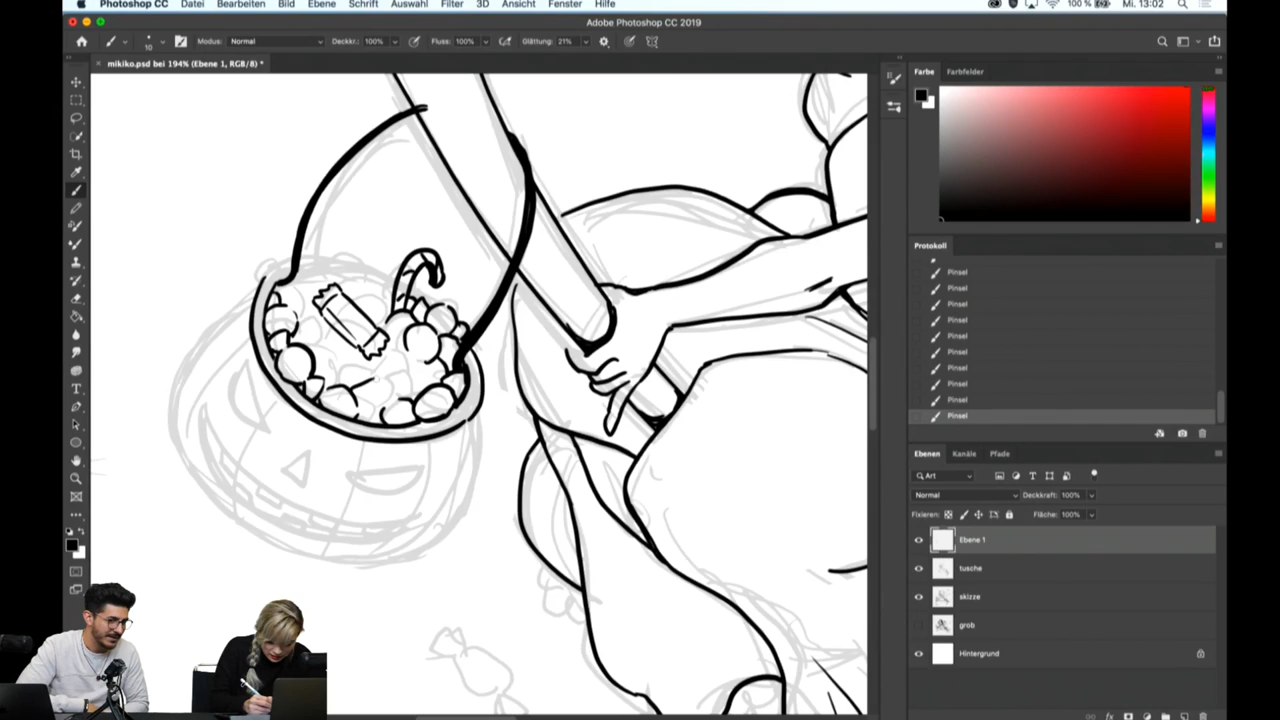 Photoshop CC Datei Bearbeiten Bild Ebene Schrift Auswahl Filter 3D Ansicht Fenster Hilfe 100 % Mi. 13:02
Adobe Photoshop CC 2019
10 Modus: Normal Deckkr.: 100% Fluss: 100% Glättung: 21%
× mikiko.psd bei 194% (Ebene 1, RGB/8) *
Farbe Farbfelder
Protokoll
Pinsel
Pinsel
Pinsel
Pinsel
Pinsel
Pinsel
Pinsel
Pinsel
Pinsel
Pinsel
Ebenen Kanäle Pfade
Art
Normal Deckkraft: 100%
Fixieren: Fläche: 100%
Ebene 1
tusche
skizze
grob
Hintergrund
fx